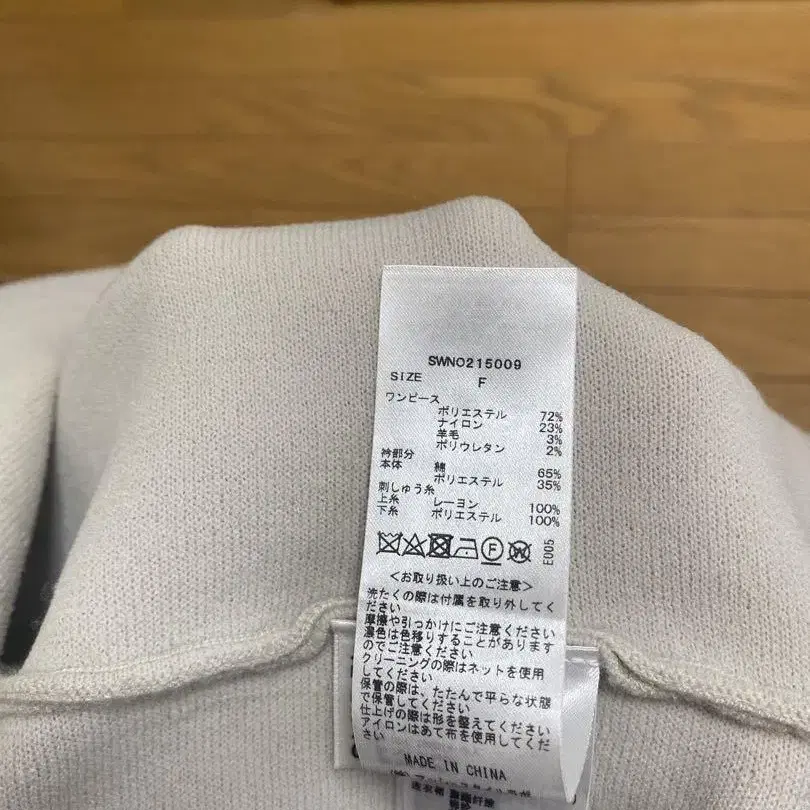 SWNO215009
SIZE F
ワンピース
ポリエステル 72%
ナイロン 23%
羊毛 3%
ポリウレタン 2%
衿部分
本体 綿 65%
ポリエステル 35%
刺しゅう糸
上糸 レーヨン 100%
下糸 ポリエステル 100%
F W E005
<お取り扱い上のご注意>
洗たくの際は付属を取り外してく
ださい
摩擦や引っかけにご注意ください
濃色は色移りすることがあります
のでご注意ください
クリーニングの際はネットを使用
してください
保管の際は、たたんで平らな状態
で保管してください
仕上げの際は形を整えてください
アイロンはあて布を使用してくだ
さい
MADE IN CHINA